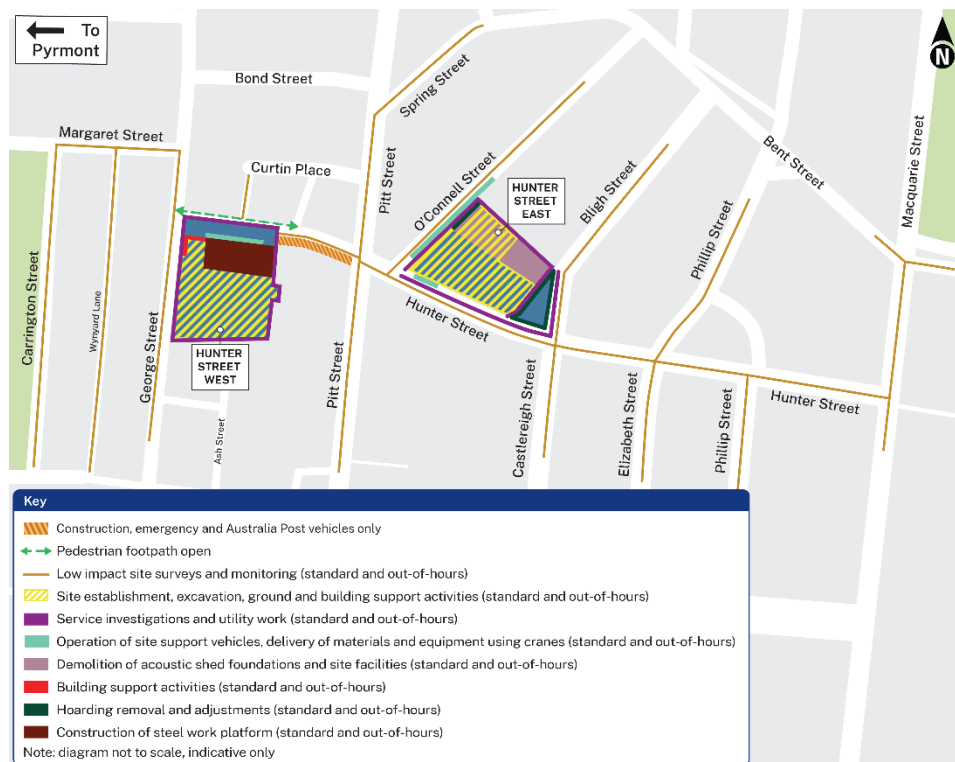 To
Pyrmont
N
Bond Street
Spring Street
Margaret Street
Curtin Place
Pitt Street
O'Connell Street
HUNTER
STREET
EAST
Bligh Street
Bent Street
Macquarie Street
Phillip Street
Carrington Street
Wynyard Lane
George Street
HUNTER
STREET
WEST
Ash Street
Pitt Street
Hunter Street
Castlereigh Street
Elizabeth Street
Phillip Street
Hunter Street
Key
Construction, emergency and Australia Post vehicles only
Pedestrian footpath open
Low impact site surveys and monitoring (standard and out-of-hours)
Site establishment, excavation, ground and building support activities (standard and out-of-hours)
Service investigations and utility work (standard and out-of-hours)
Operation of site support vehicles, delivery of materials and equipment using cranes (standard and out-of-hours)
Demolition of acoustic shed foundations and site facilities (standard and out-of-hours)
Building support activities (standard and out-of-hours)
Hoarding removal and adjustments (standard and out-of-hours)
Construction of steel work platform (standard and out-of-hours)
Note: diagram not to scale, indicative only